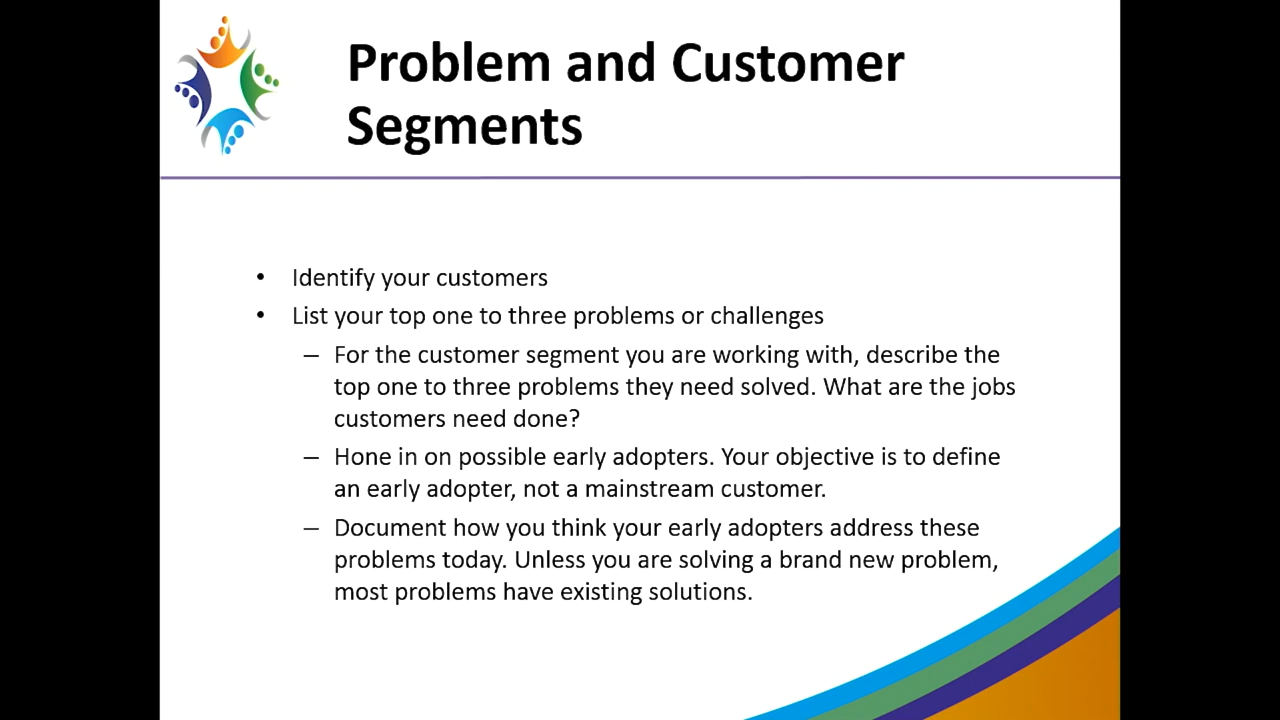 Problem and Customer
Segments
• Identify your customers
• List your top one to three problems or challenges
– For the customer segment you are working with, describe the
top one to three problems they need solved. What are the jobs
customers need done?
– Hone in on possible early adopters. Your objective is to define
an early adopter, not a mainstream customer.
– Document how you think your early adopters address these
problems today. Unless you are solving a brand new problem,
most problems have existing solutions.